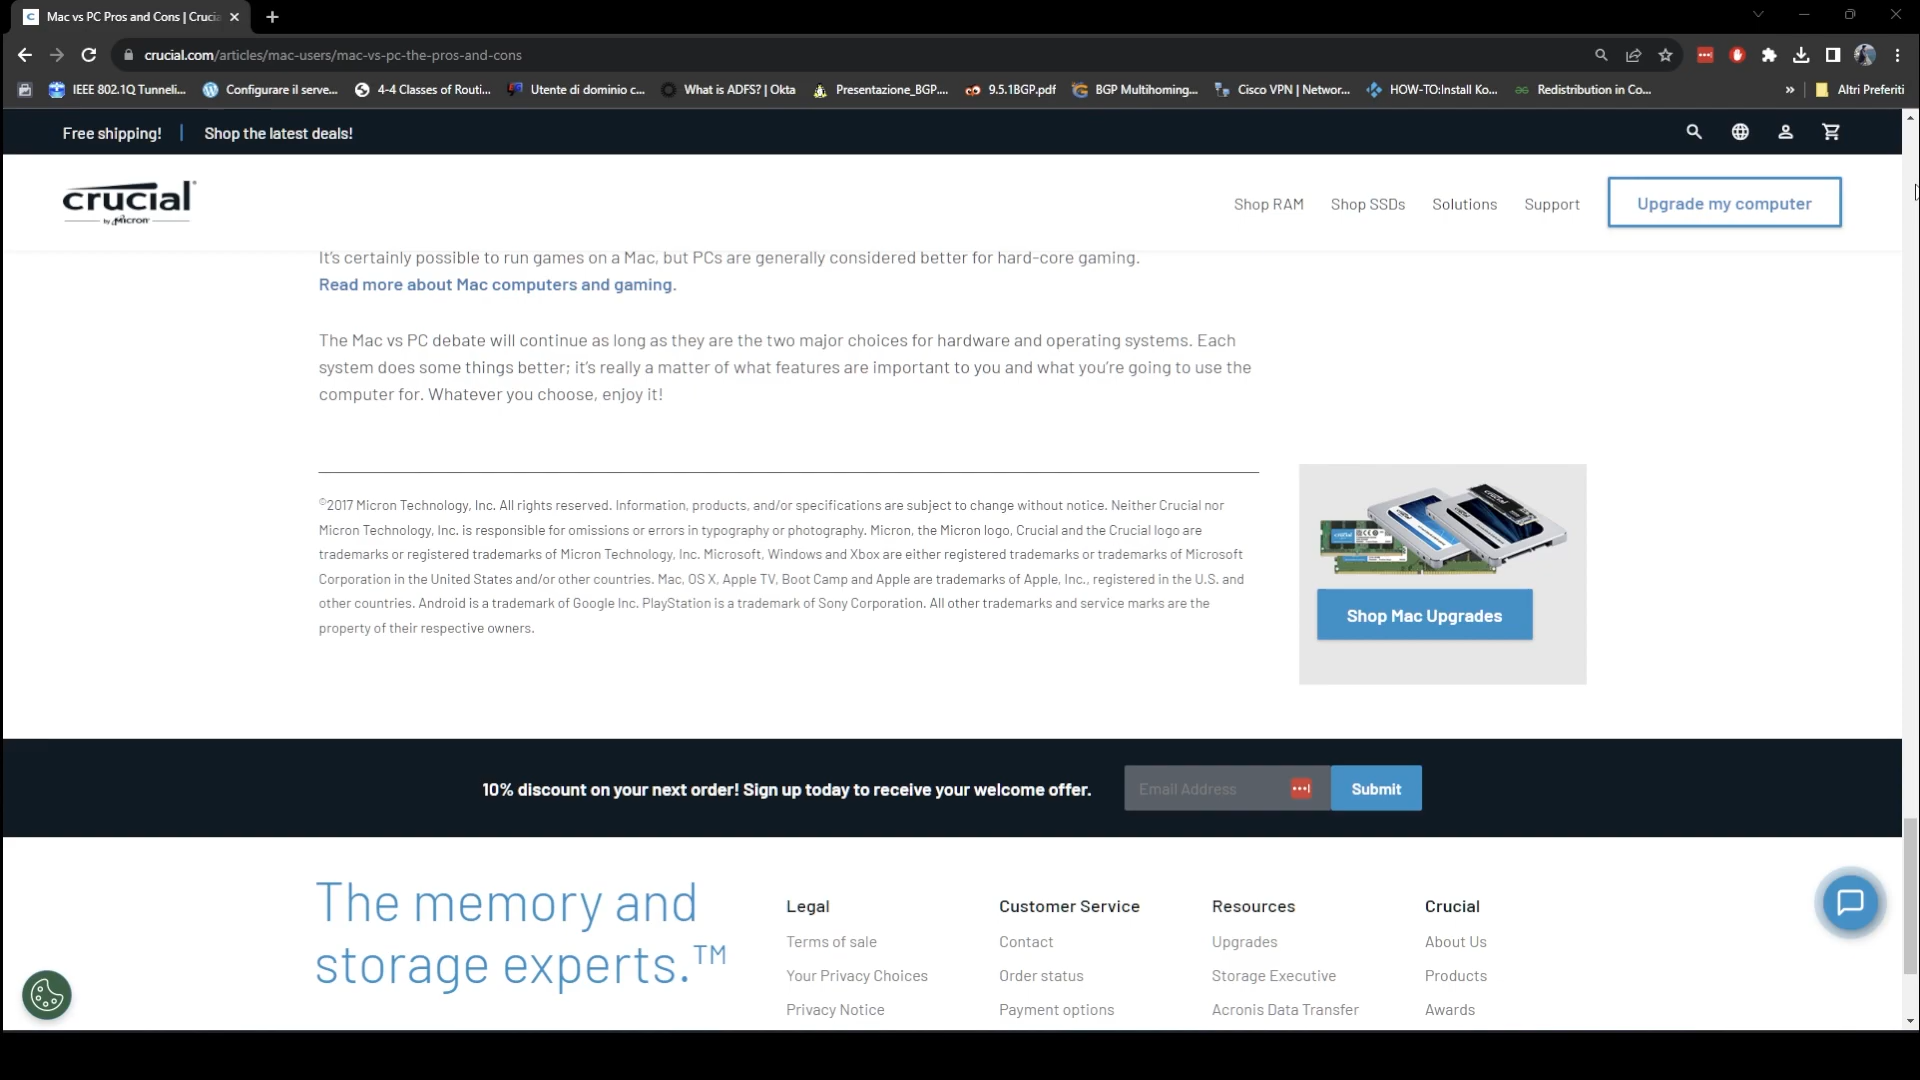 Mac vs PC Pros and Cons | Crucia
crucial.com/articles/mac-users/mac-vs-pc-the-pros-and-cons
IEEE 802.1Q Tunneli...
Configurare il serve...
4-4 Classes of Routi...
Utente di dominio c...
What is ADFS? | Okta
Presentazione_BGP....
9.5.1BGP.pdf
BGP Multihoming...
Cisco VPN | Networ...
HOW-TO:Install Ko...
Redistribution in Co...
»
Altri Preferiti
Free shipping! | Shop the latest deals!
crucial
by Micron
Shop RAM
Shop SSDs
Solutions
Support
Upgrade my computer
It's certainly possible to run games on a Mac, but PCs are generally considered better for hard-core gaming.
Read more about Mac computers and gaming.
The Mac vs PC debate will continue as long as they are the two major choices for hardware and operating systems. Each
system does some things better; it's really a matter of what features are important to you and what you're going to use the
computer for. Whatever you choose, enjoy it!
©2017 Micron Technology, Inc. All rights reserved. Information, products, and/or specifications are subject to change without notice. Neither Crucial nor
Micron Technology, Inc. is responsible for omissions or errors in typography or photography. Micron, the Micron logo, Crucial and the Crucial logo are
trademarks or registered trademarks of Micron Technology, Inc. Microsoft, Windows and Xbox are either registered trademarks or trademarks of Microsoft
Corporation in the United States and/or other countries. Mac, OS X, Apple TV, Boot Camp and Apple are trademarks of Apple, Inc., registered in the U.S. and
other countries. Android is a trademark of Google Inc. PlayStation is a trademark of Sony Corporation. All other trademarks and service marks are the
property of their respective owners.
Shop Mac Upgrades
10% discount on your next order! Sign up today to receive your welcome offer.
Email Address
Submit
The memory and
storage experts.™
Legal
Terms of sale
Your Privacy Choices
Privacy Notice
Customer Service
Contact
Order status
Payment options
Resources
Upgrades
Storage Executive
Acronis Data Transfer
Crucial
About Us
Products
Awards